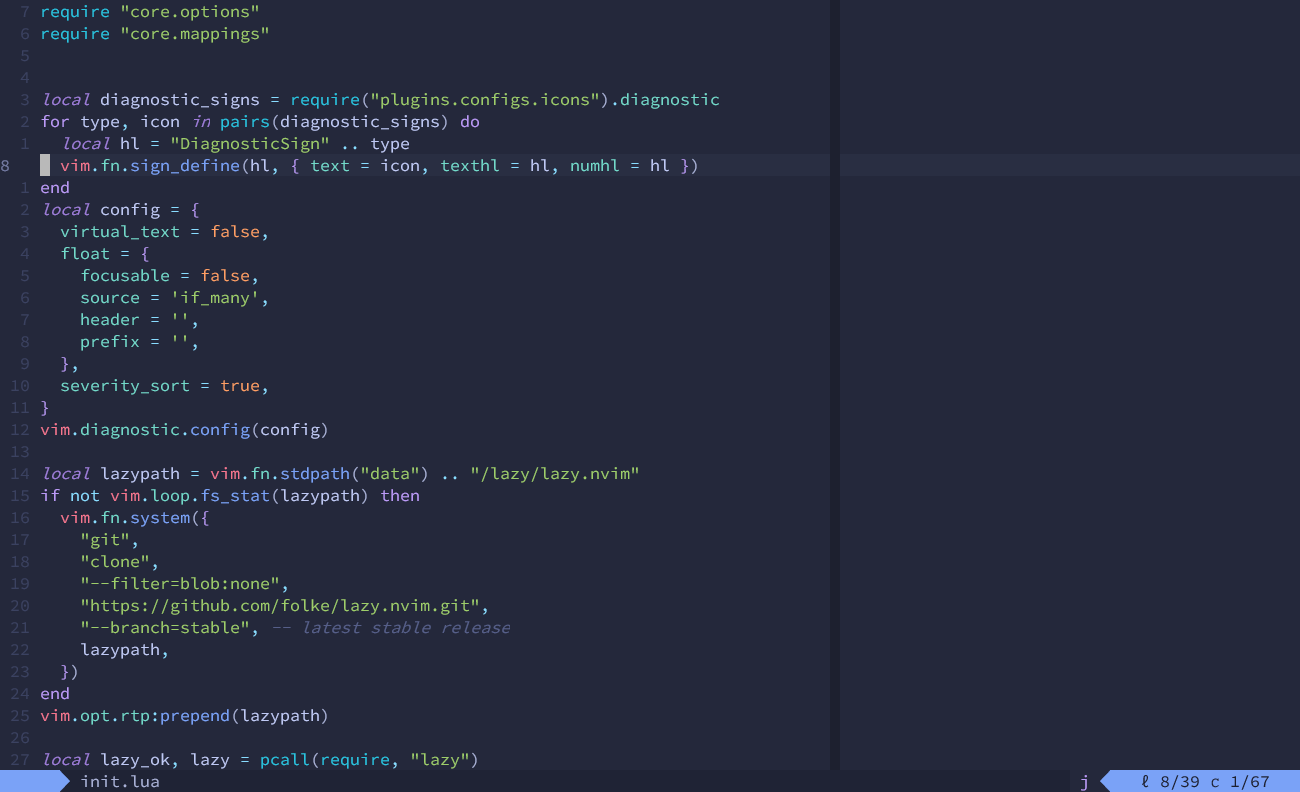 7 require "core.options"
6 require "core.mappings"
5
4
3 local diagnostic_signs = require("plugins.configs.icons").diagnostic
2 for type, icon in pairs(diagnostic_signs) do
1   local hl = "DiagnosticSign" .. type
8   vim.fn.sign_define(hl, { text = icon, texthl = hl, numhl = hl })
1 end
2 local config = {
3   virtual_text = false,
4   float = {
5     focusable = false,
6     source = 'if_many',
7     header = '',
8     prefix = '',
9   },
10   severity_sort = true,
11 }
12 vim.diagnostic.config(config)
13
14 local lazypath = vim.fn.stdpath("data") .. "/lazy/lazy.nvim"
15 if not vim.loop.fs_stat(lazypath) then
16   vim.fn.system({
17     "git",
18     "clone",
19     "--filter=blob:none",
20     "https://github.com/folke/lazy.nvim.git",
21     "--branch=stable", -- latest stable release
22     lazypath,
23   })
24 end
25 vim.opt.rtp:prepend(lazypath)
26
27 local lazy_ok, lazy = pcall(require, "lazy")
init.lua j ℓ 8/39 c 1/67